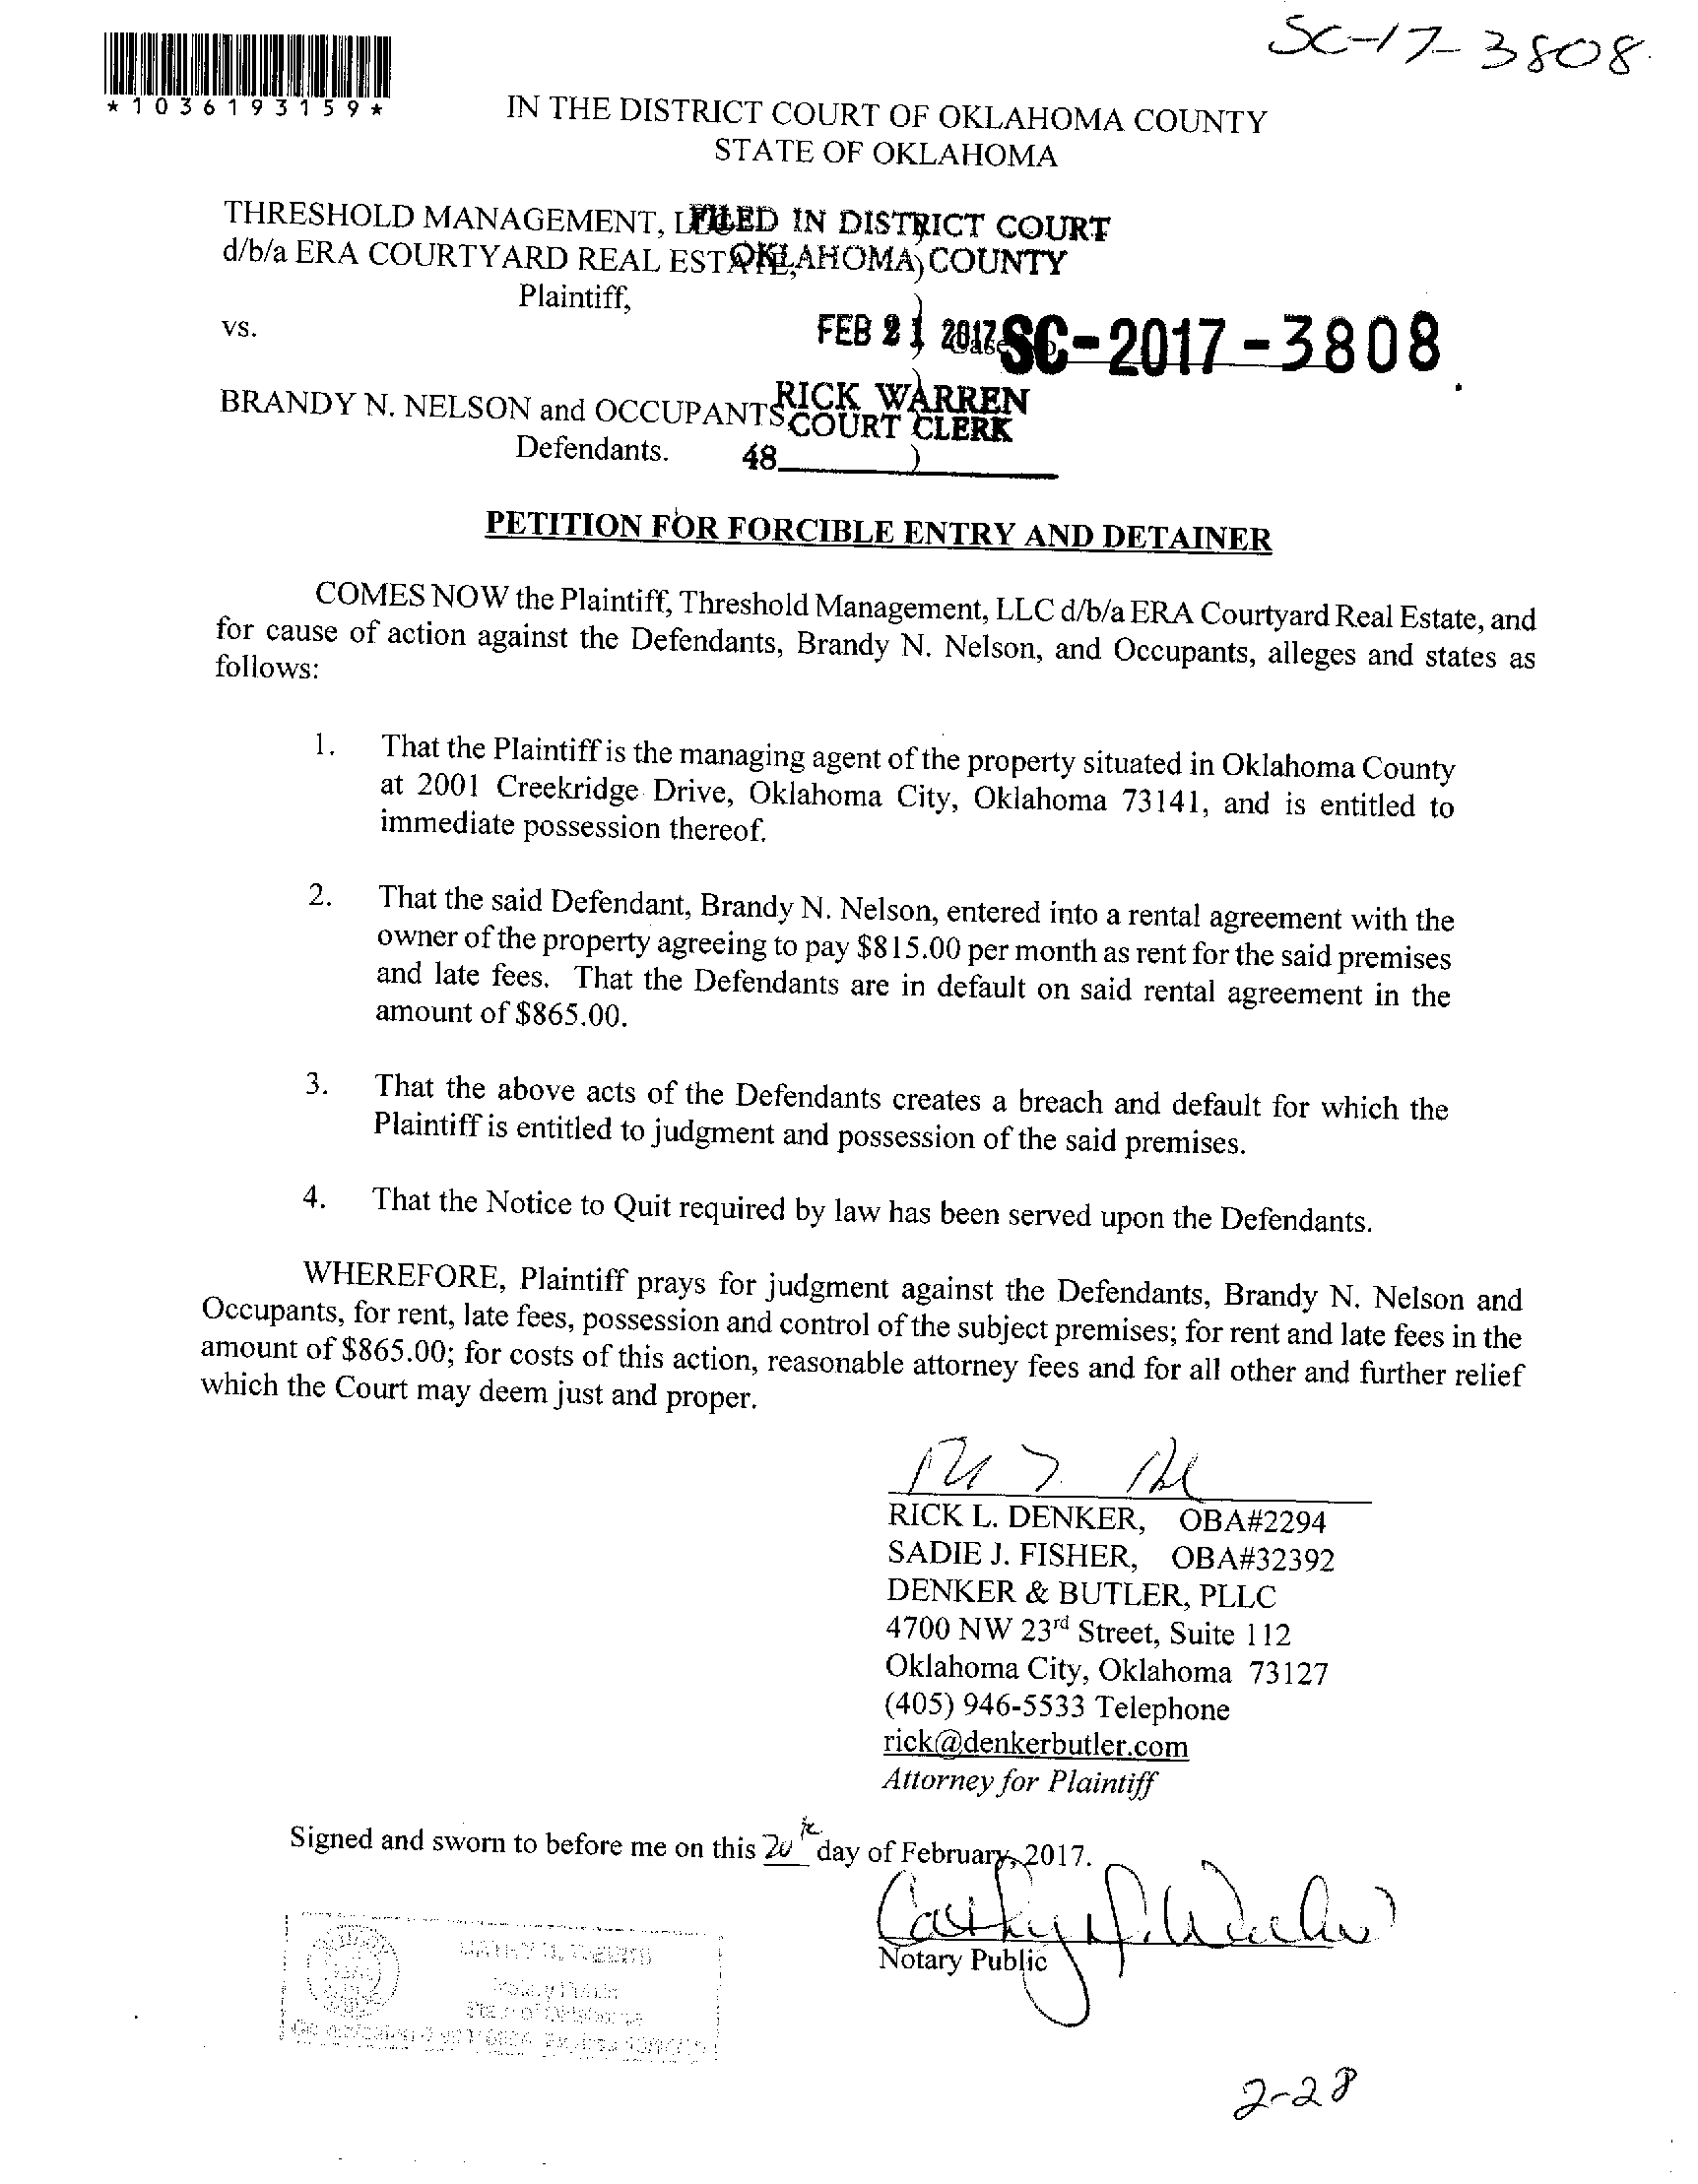 SC-17-3808
*1036193159*
IN THE DISTRICT COURT OF OKLAHOMA COUNTY
STATE OF OKLAHOMA
THRESHOLD MANAGEMENT, LLC
FILED IN DISTRICT COURT
d/b/a ERA COURTYARD REAL ESTATE, )
OKLAHOMA COUNTY
Plaintiff, )
vs. )
FEB 21 2017
Case No. SC-2017-3808
BRANDY N. NELSON and OCCUPANTS, )
RICK WARREN
COURT CLERK
Defendants. )
48
PETITION FOR FORCIBLE ENTRY AND DETAINER
COMES NOW the Plaintiff, Threshold Management, LLC d/b/a ERA Courtyard Real Estate, and
for cause of action against the Defendants, Brandy N. Nelson, and Occupants, alleges and states as
follows:
1. That the Plaintiff is the managing agent of the property situated in Oklahoma County
at 2001 Creekridge Drive, Oklahoma City, Oklahoma 73141, and is entitled to
immediate possession thereof.
2. That the said Defendant, Brandy N. Nelson, entered into a rental agreement with the
owner of the property agreeing to pay $815.00 per month as rent for the said premises
and late fees. That the Defendants are in default on said rental agreement in the
amount of $865.00.
3. That the above acts of the Defendants creates a breach and default for which the
Plaintiff is entitled to judgment and possession of the said premises.
4. That the Notice to Quit required by law has been served upon the Defendants.
WHEREFORE, Plaintiff prays for judgment against the Defendants, Brandy N. Nelson and
Occupants, for rent, late fees, possession and control of the subject premises; for rent and late fees in the
amount of $865.00; for costs of this action, reasonable attorney fees and for all other and further relief
which the Court may deem just and proper.
RICK L. DENKER, OBA#2294
SADIE J. FISHER, OBA#32392
DENKER & BUTLER, PLLC
4700 NW 23rd Street, Suite 112
Oklahoma City, Oklahoma 73127
(405) 946-5533 Telephone
rick@denkerbutler.com
Attorney for Plaintiff
Signed and sworn to before me on this 20th day of February, 2017.
Notary Public
Notary Public
State of Oklahoma
2-28